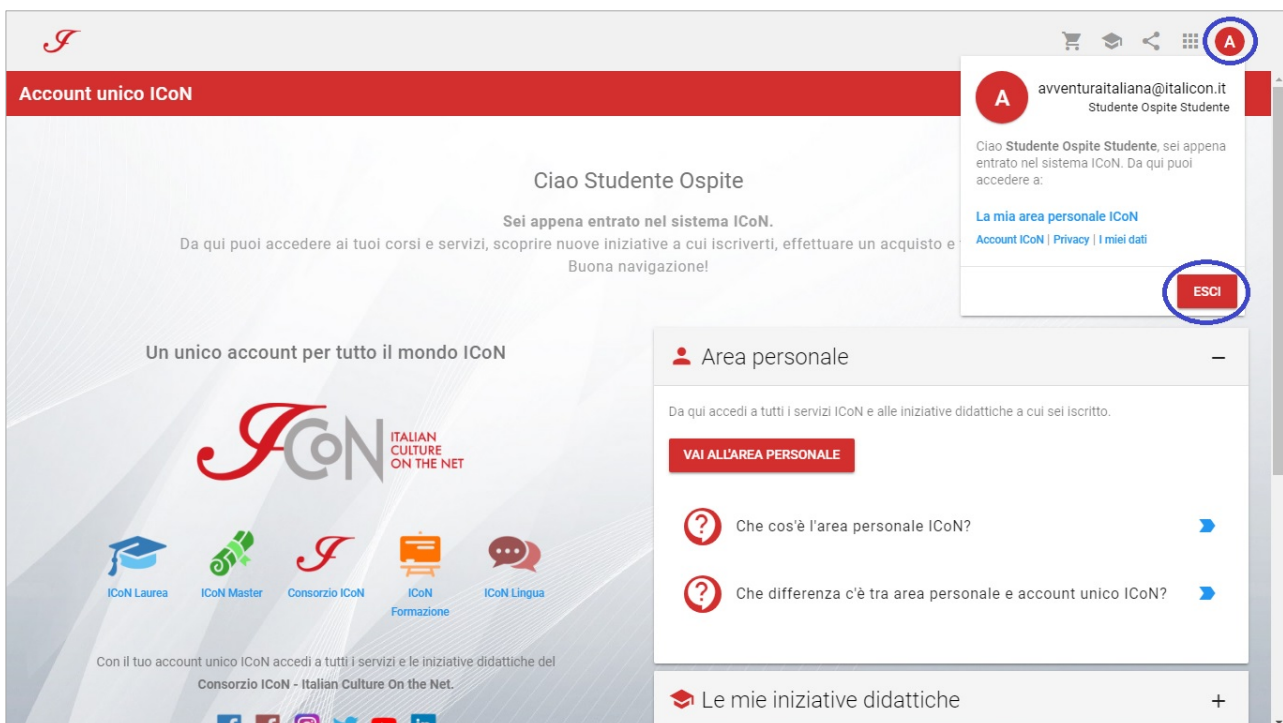 A
Account unico ICoN
A
avventuraitaliana@italicon.it
Studente Ospite Studente
Ciao Studente Ospite Studente, sei appena
entrato nel sistema ICoN. Da qui puoi
accedere a:
La mia area personale ICoN
Account ICoN | Privacy | I miei dati
ESCI
Ciao Studente Ospite
Sei appena entrato nel sistema ICoN.
Da qui puoi accedere ai tuoi corsi e servizi, scoprire nuove iniziative a cui iscriverti, effettuare un acquisto e
Buona navigazione!
Un unico account per tutto il mondo ICoN
ICoN
ITALIAN
CULTURE
ON THE NET
ICoN Laurea
ICoN Master
Consorzio ICoN
ICoN
Formazione
ICoN Lingua
Con il tuo account unico ICoN accedi a tutti i servizi e le iniziative didattiche del
Consorzio ICoN - Italian Culture On the Net.
Area personale
Da qui accedi a tutti i servizi ICoN e alle iniziative didattiche a cui sei iscritto.
VAI ALL'AREA PERSONALE
Che cos'è l'area personale ICoN?
Che differenza c'è tra area personale e account unico ICoN?
Le mie iniziative didattiche